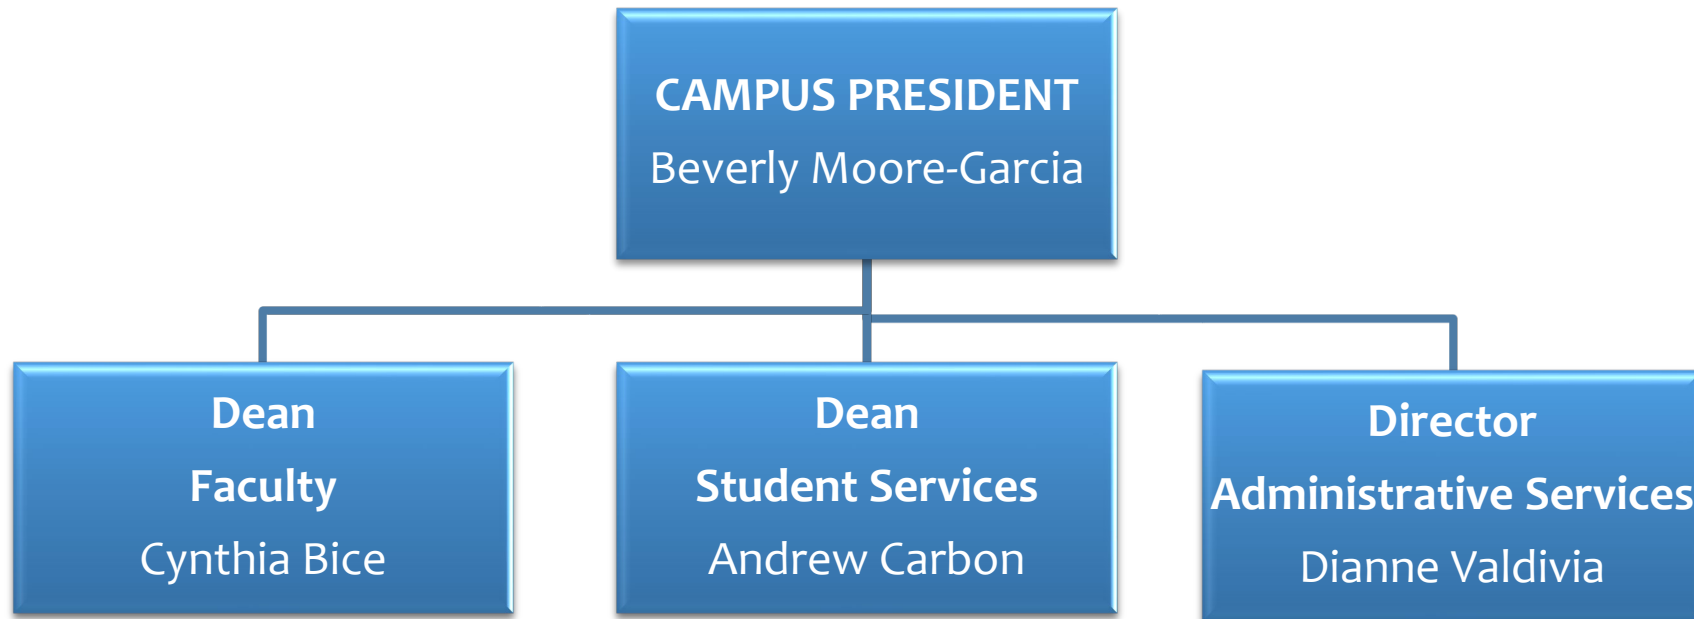 CAMPUS PRESIDENT
Beverly Moore-Garcia
Dean
Faculty
Cynthia Bice
Dean
Student Services
Andrew Carbon
Director
Administrative Services
Dianne Valdivia